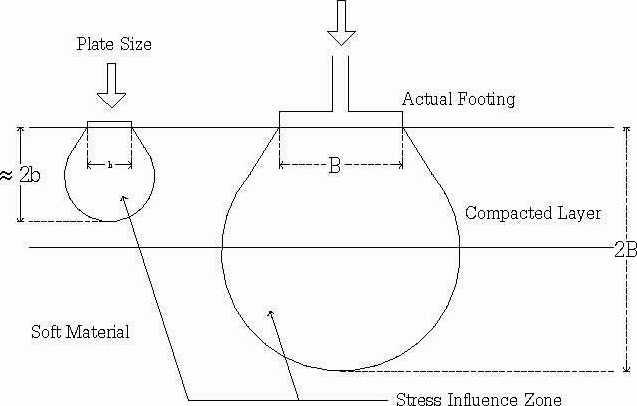 Plate Size
Actual Footing
b
B
≈ 2b
Compacted Layer
2B
Soft Material
Stress Influence Zone